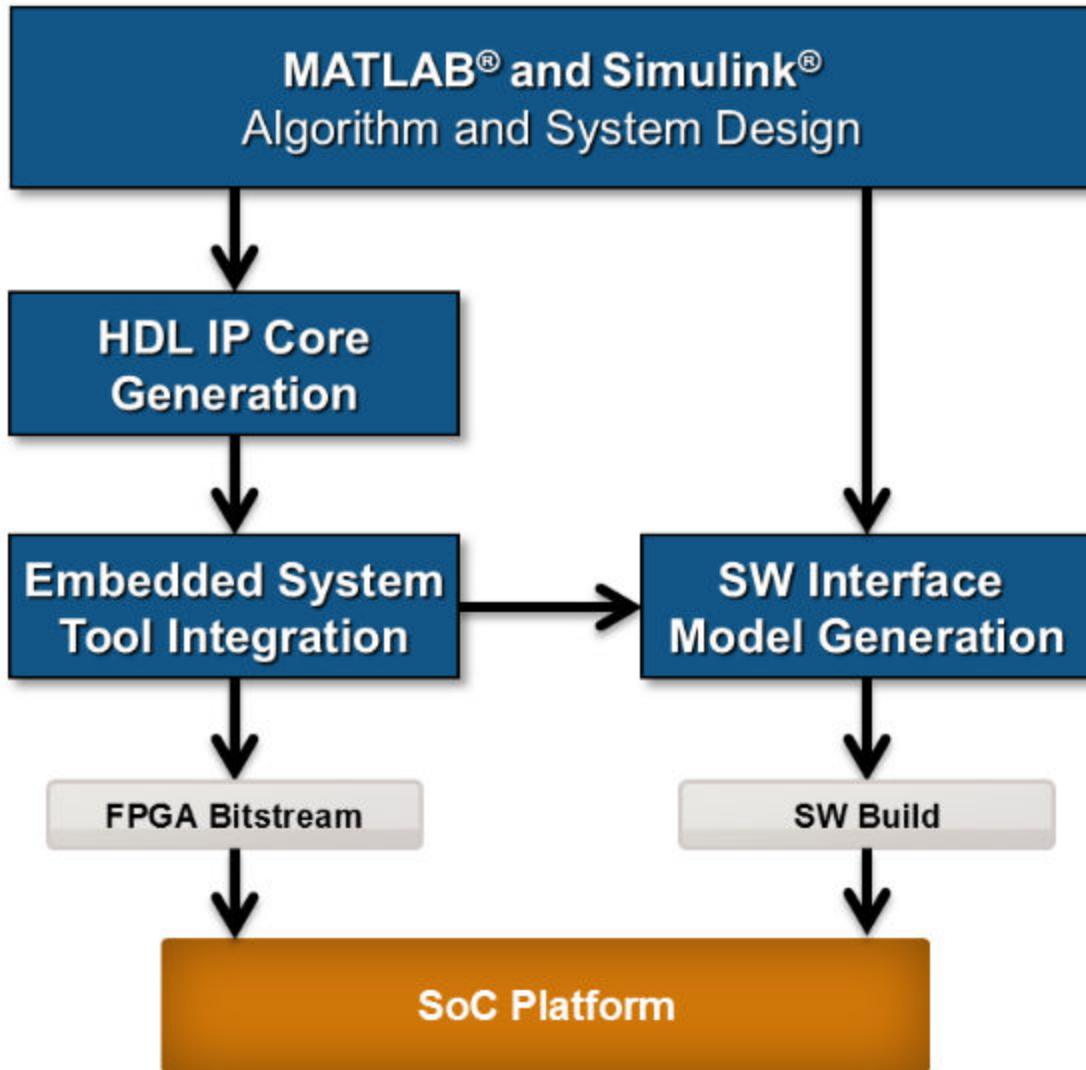 MATLAB® and Simulink®
Algorithm and System Design
HDL IP Core
Generation
Embedded System
Tool Integration
SW Interface
Model Generation
FPGA Bitstream
SW Build
SoC Platform